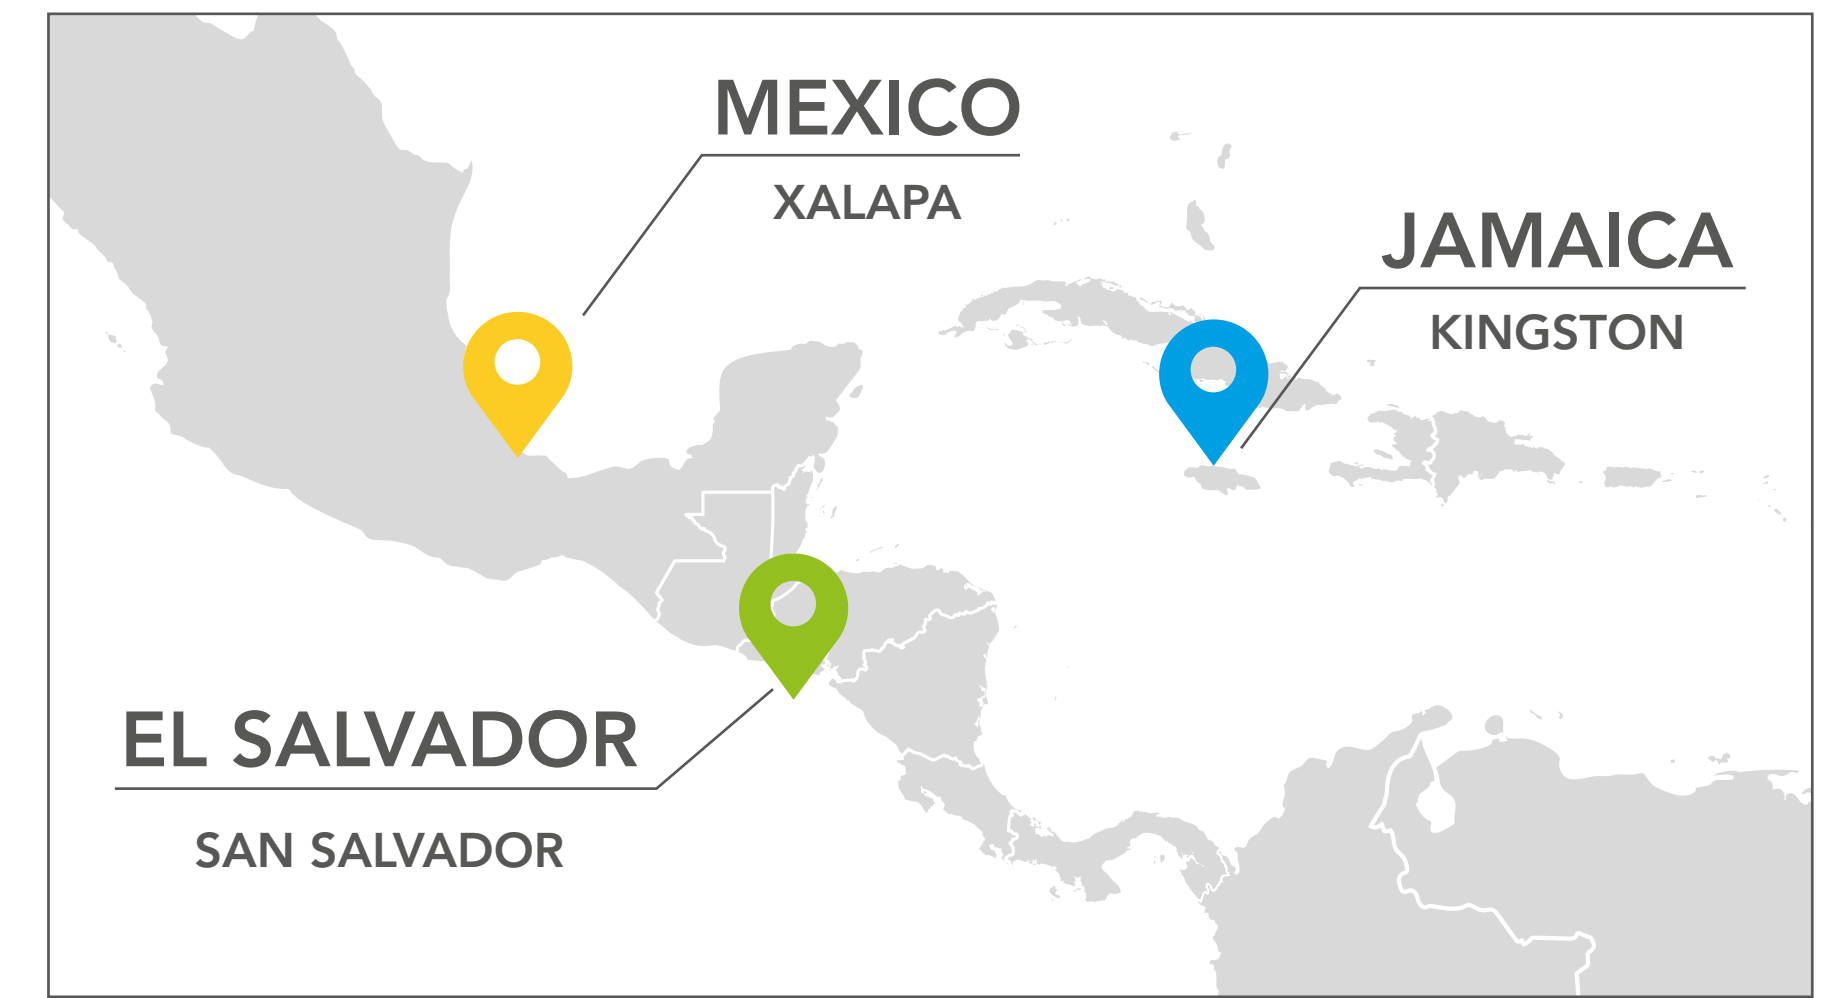 MEXICO
XALAPA
JAMAICA
KINGSTON
EL SALVADOR
SAN SALVADOR